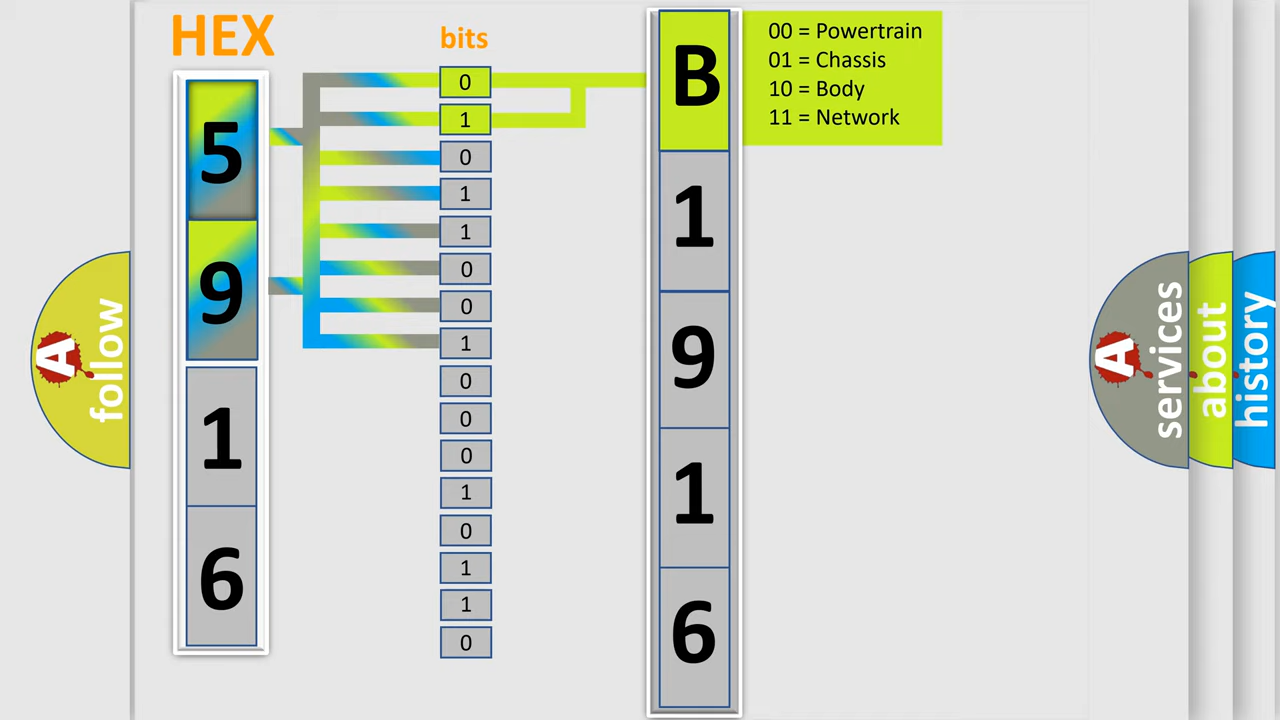 HEX
5
9
1
6
bits
0
1
0
1
1
0
0
1
0
0
0
1
0
1
1
0
B
1
9
1
6
00 = Powertrain
01 = Chassis
10 = Body
11 = Network
A
follow
A
services
about
history